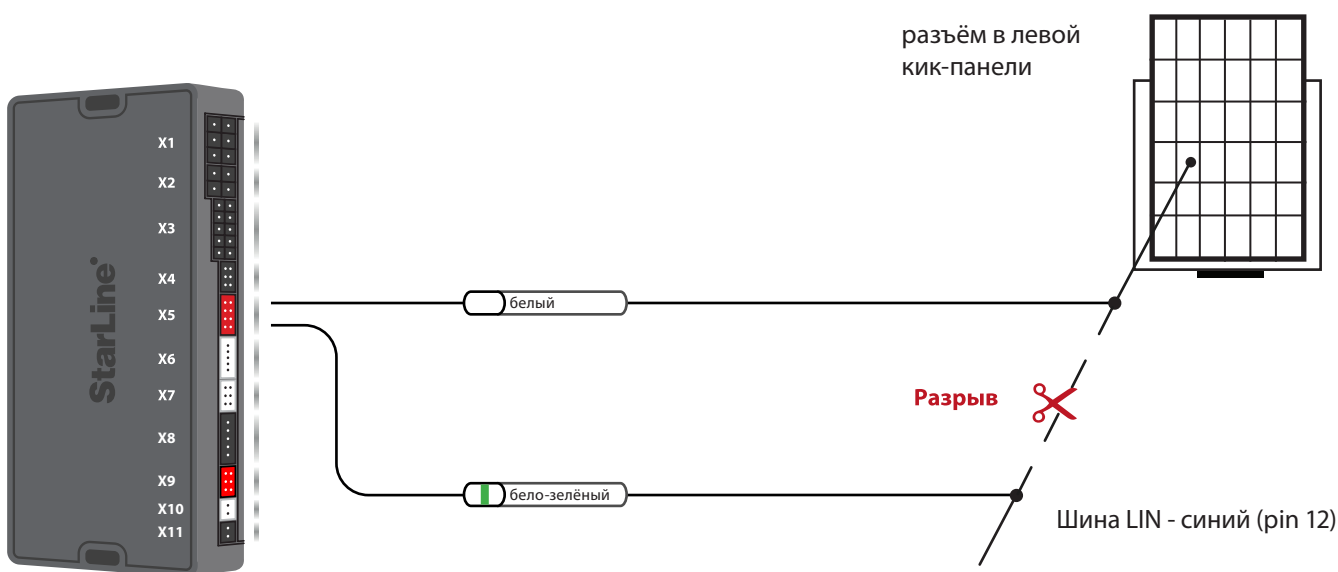 разъём в левой
кик-панели
StarLine®
X1
X2
X3
X4
X5
X6
X7
X8
X9
X10
X11
белый
Разрыв
бело-зелёный
Шина LIN - синий (pin 12)